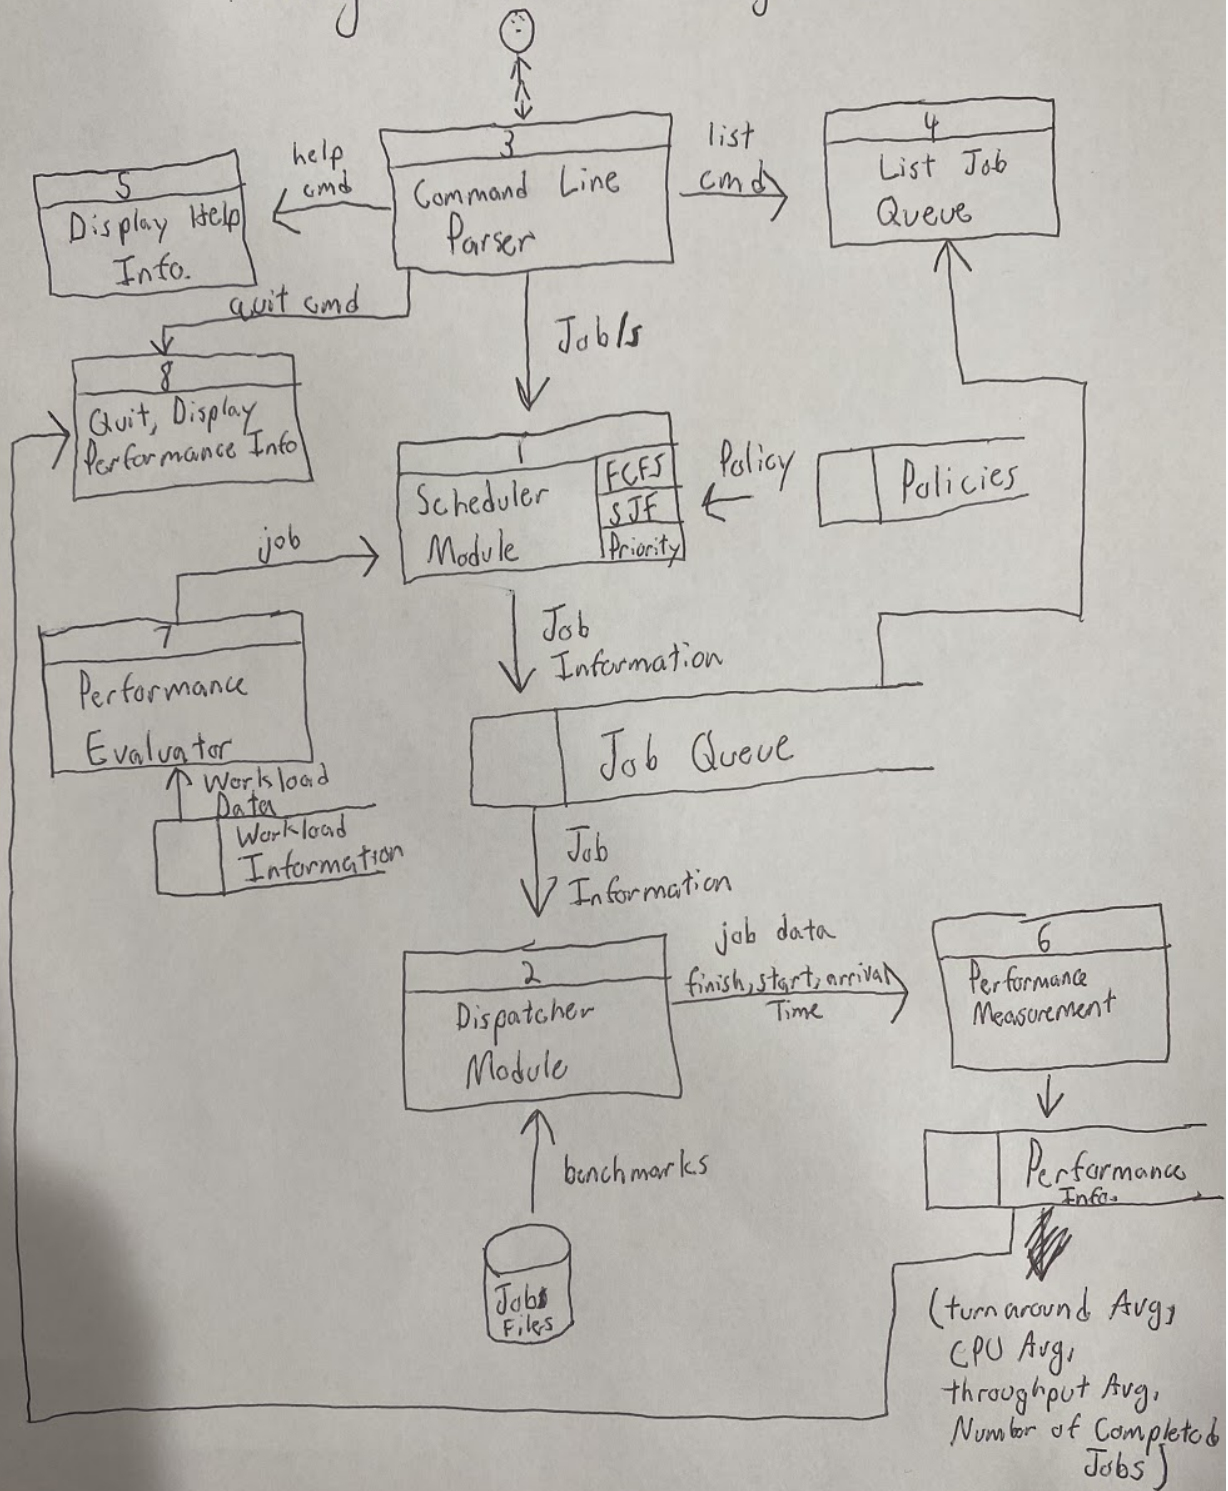 3
Command Line
Parser
help
cmd
list
cmd
4
List Job
Queue
5
Display Help
Info.
quit cmd
Job/s
8
Quit, Display
Performance Info
1
Scheduler
Module
FCFS
SJF
Priority
Policy
Policies
job
7
Performance
Evaluator
Job
Information
Workload
Data
Workload
Information
Job Queue
Job
Information
2
Dispatcher
Module
job data
finish, start, arrival
Time
6
Performance
Measurement
benchmarks
Jobs
Files
Performance
Info.
(turnaround Avg,
CPU Avg,
throughput Avg,
Number of Completed
Jobs)